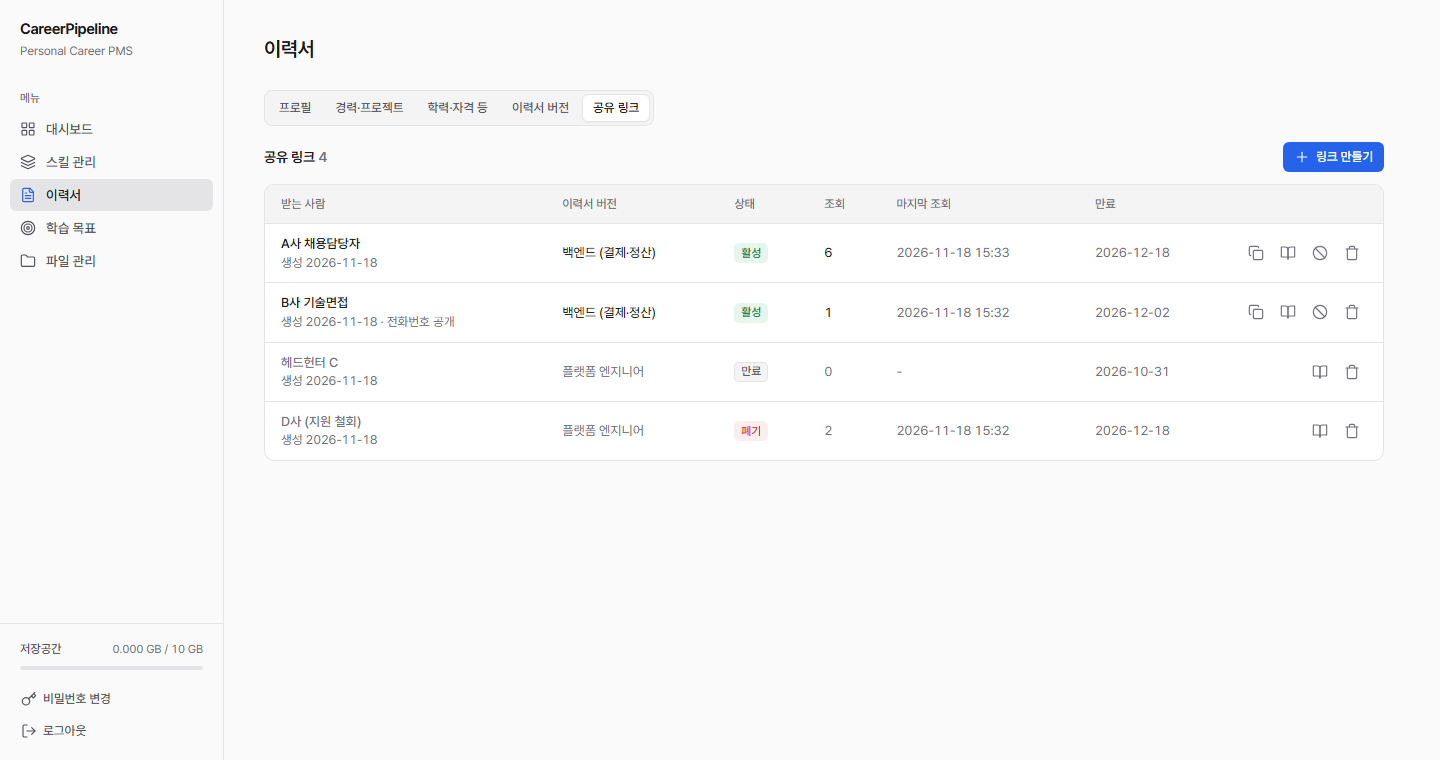 CareerPipeline
Personal Career PMS
메뉴
대시보드
스킬 관리
이력서
학습 목표
파일 관리
저장공간 0.000 GB / 10 GB
비밀번호 변경
로그아웃
이력서
프로필 경력·프로젝트 학력·자격 등 이력서 버전 공유 링크
공유 링크 4
링크 만들기
받는 사람 이력서 버전 상태 조회 마지막 조회 만료
A사 채용담당자
생성 2026-11-18
백엔드 (결제·정산) 활성 6 2026-11-18 15:33 2026-12-18
B사 기술면접
생성 2026-11-18 · 전화번호 공개
백엔드 (결제·정산) 활성 1 2026-11-18 15:32 2026-12-02
헤드헌터 C
생성 2026-11-18
플랫폼 엔지니어 만료 0 - 2026-10-31
D사 (지원 철회)
생성 2026-11-18
플랫폼 엔지니어 폐기 2 2026-11-18 15:32 2026-12-18